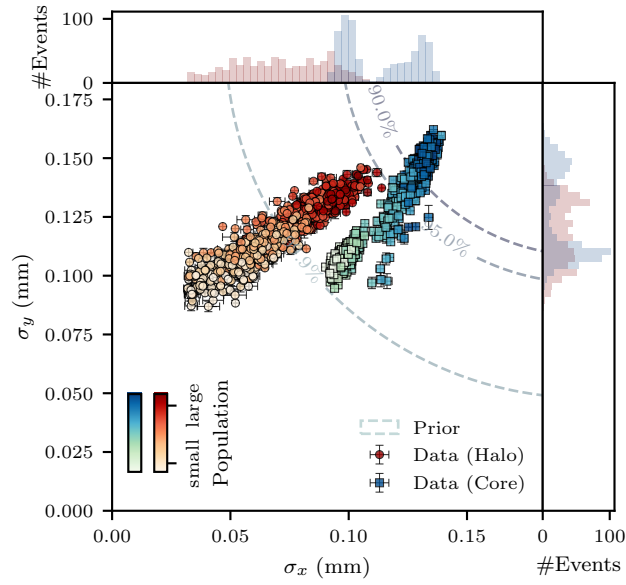 #Events
100
0
0.175
0.150
0.125
0.100
0.075
0.050
0.025
0.000
σy (mm)
90.0%
5.0%
.9%
small large
Population
Prior
Data (Halo)
Data (Core)
0.00
0.05
0.10
0.15
σx (mm)
0
100
#Events